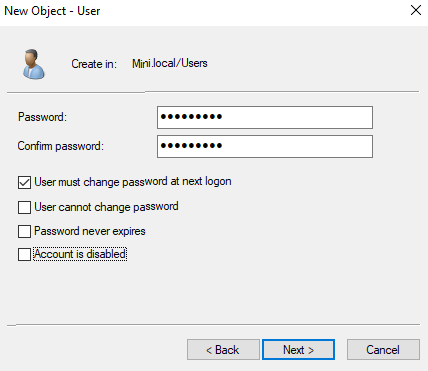 New Object - User
Create in: Mini.local/Users
Password: •••••••••
Confirm password: •••••••••
User must change password at next logon
User cannot change password
Password never expires
Account is disabled
< Back Next > Cancel